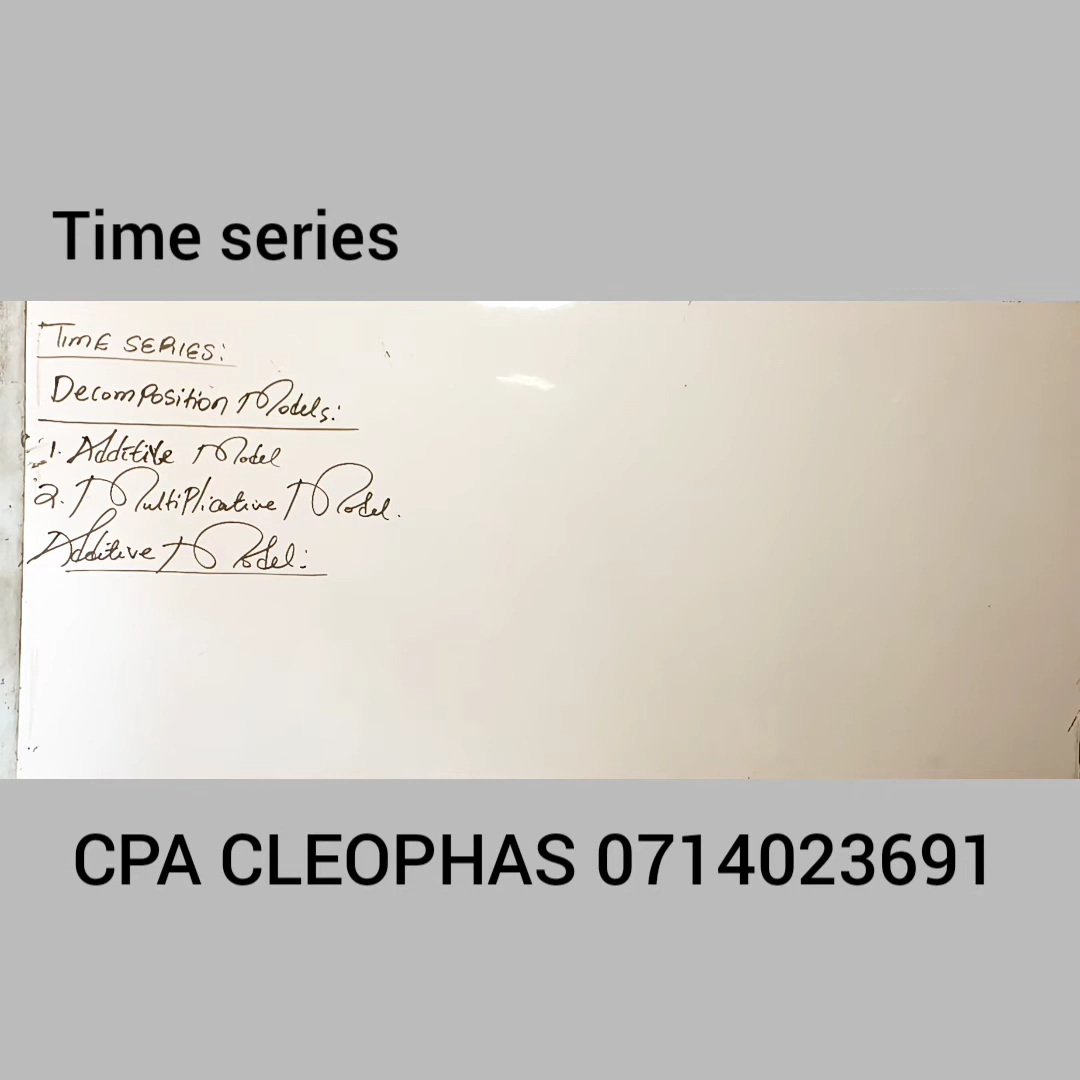 Time series
TIME SERIES:
Decomposition Models:
1. Additive Model
2. Multiplicative Model.
Additive Model:
CPA CLEOPHAS 0714023691